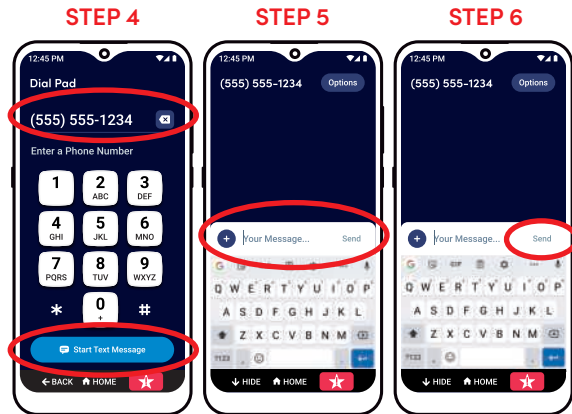 STEP 4
12:45 PM
Dial Pad
(555) 555-1234
Enter a Phone Number
1 2 ABC 3 DEF
4 GHI 5 JKL 6 MNO
7 PQRS 8 TUV 9 WXYZ
* 0 + #
Start Text Message
BACK HOME
STEP 5
12:45 PM
(555) 555-1234 Options
+ Your Message... Send
G
Q W E R T Y U I O P
A S D F G H J K L
Z X C V B N M
?123 , .
HIDE HOME
STEP 6
12:45 PM
(555) 555-1234 Options
+ Your Message... Send
G GIF
Q W E R T Y U I O P
A S D F G H J K L
Z X C V B N M
?123 , .
HIDE HOME